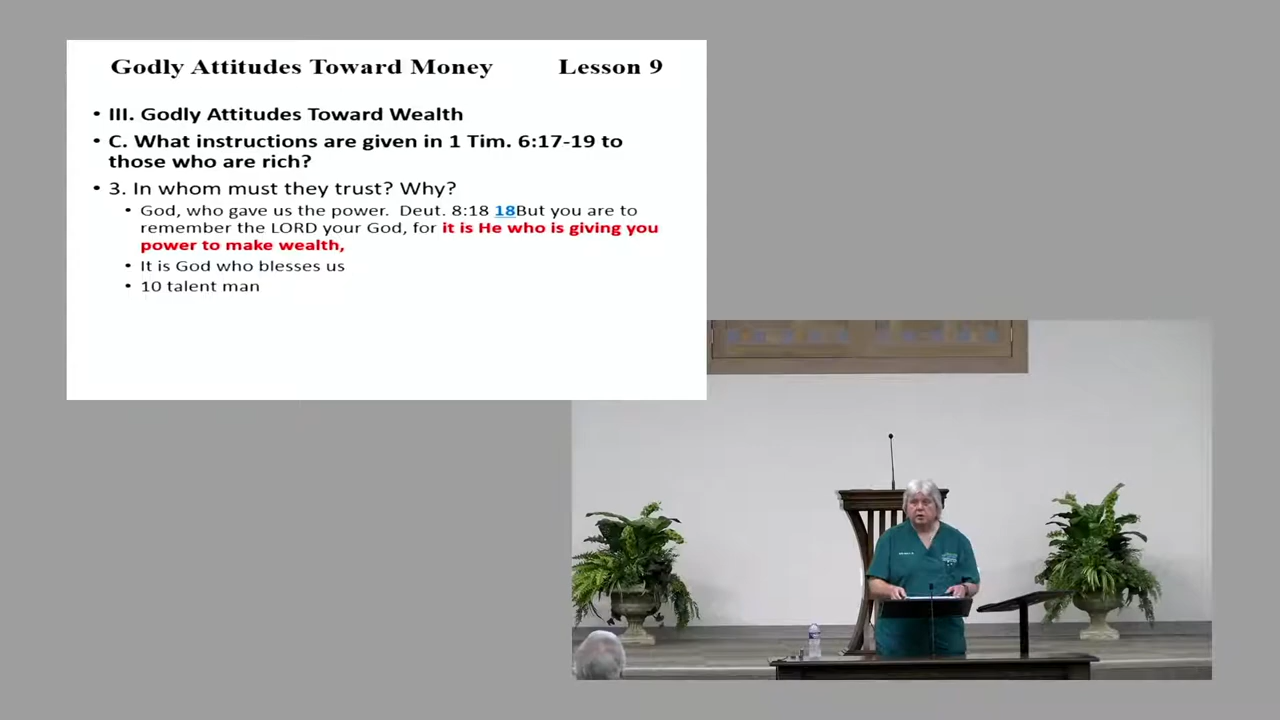 Godly Attitudes Toward Money Lesson 9
• III. Godly Attitudes Toward Wealth
• C. What instructions are given in 1 Tim. 6:17-19 to
those who are rich?
• 3. In whom must they trust? Why?
• God, who gave us the power. Deut. 8:18 18But you are to
remember the LORD your God, for it is He who is giving you
power to make wealth,
• It is God who blesses us
• 10 talent man